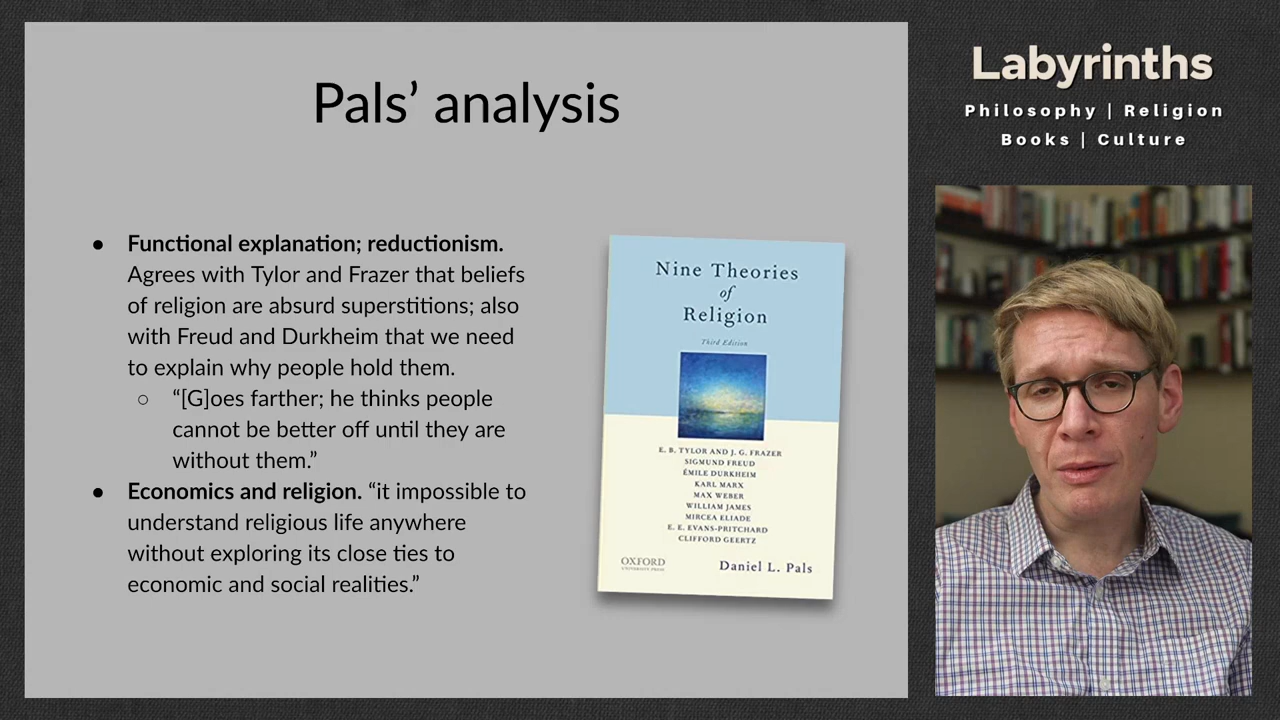 Pals’ analysis
● Functional explanation; reductionism.
Agrees with Tylor and Frazer that beliefs
of religion are absurd superstitions; also
with Freud and Durkheim that we need
to explain why people hold them.
○ “[G]oes farther; he thinks people
cannot be better off until they are
without them.”
● Economics and religion. “it impossible to
understand religious life anywhere
without exploring its close ties to
economic and social realities.”
Nine Theories
of
Religion
Third Edition
E. B. TYLOR AND J. G. FRAZER
SIGMUND FREUD
ÉMILE DURKHEIM
KARL MARX
MAX WEBER
WILLIAM JAMES
MIRCEA ELIADE
E. E. EVANS-PRITCHARD
CLIFFORD GEERTZ
OXFORD
UNIVERSITY PRESS
Daniel L. Pals
Labyrinths
Philosophy | Religion
Books | Culture